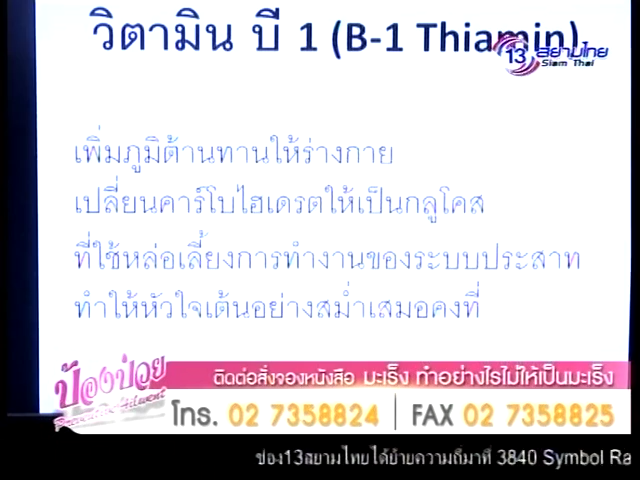 วิตามิน บี 1 (B-1 Thiamin)
13 สยามไทย
Siam Thai
เพิ่มภูมิต้านทานให้ร่างกาย
เปลี่ยนคาร์โบไฮเดรตให้เป็นกลูโคส
ที่ใช้หล่อเลี้ยงการทำงานของระบบประสาท
ทำให้หัวใจเต้นอย่างสม่ำเสมอคงที่
ป้องป่วย
ติดต่อสั่งจองหนังสือ มะเร็ง ทำอย่างไรไม่ให้เป็นมะเร็ง
โทร. 02 7358824 | FAX 02 7358825
ช่อง13สยามไทยได้ย้ายความถี่มาที่ 3840 Symbol Ra